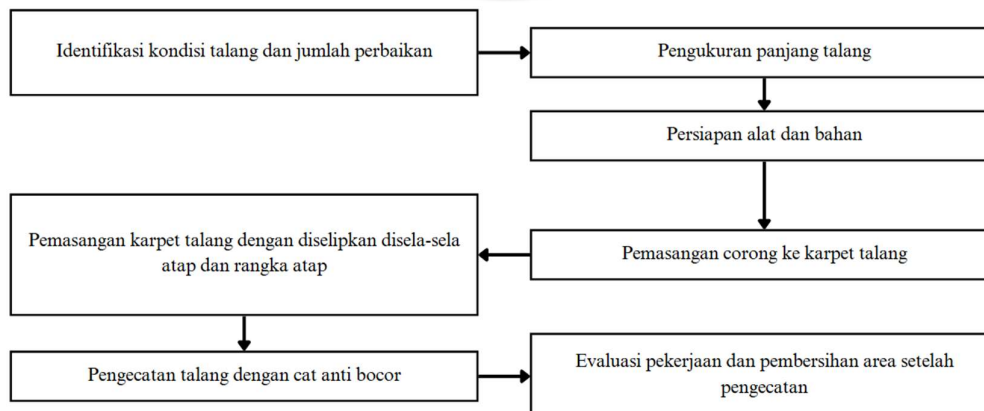 Identifikasi kondisi talang dan jumlah perbaikan
Pengukuran panjang talang
Persiapan alat dan bahan
Pemasangan corong ke karpet talang
Pemasangan karpet talang dengan diselipkan disela-sela
atap dan rangka atap
Pengecatan talang dengan cat anti bocor
Evaluasi pekerjaan dan pembersihan area setelah
pengecatan